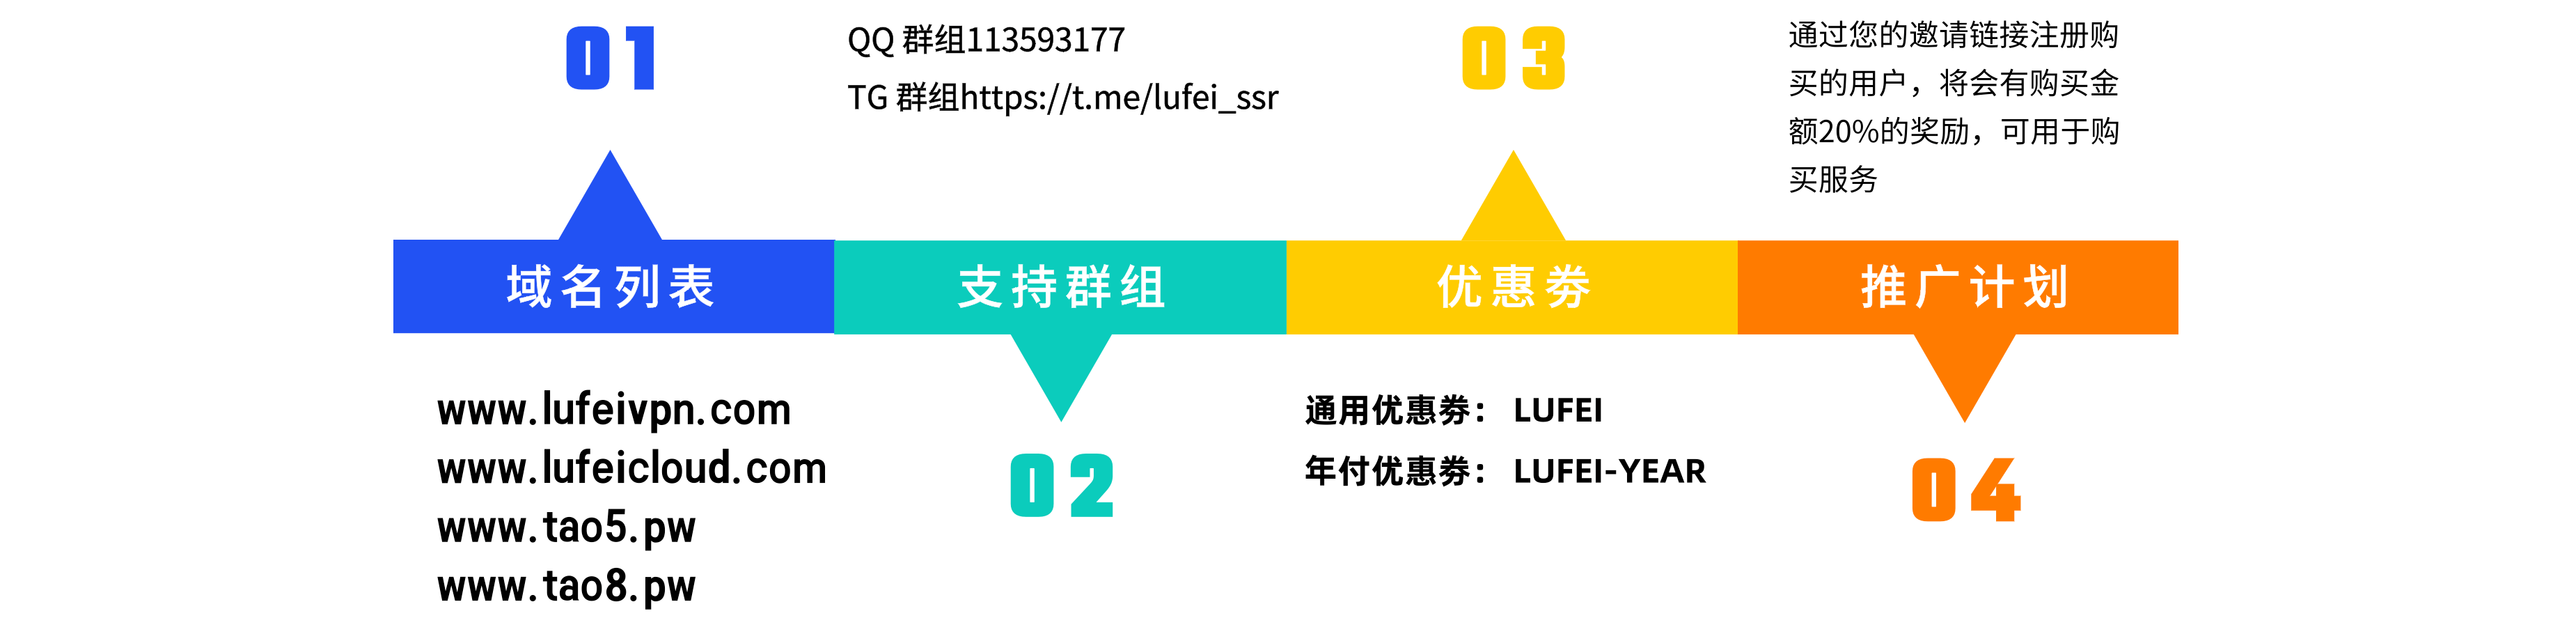 01
域名列表
www.lufeivpn.com
www.lufeicloud.com
www.tao5.pw
www.tao8.pw
QQ 群组113593177
TG 群组https://t.me/lufei_ssr
支持群组
02
03
优惠劵
通用优惠劵： LUFEI
年付优惠劵： LUFEI-YEAR
通过您的邀请链接注册购
买的用户，将会有购买金
额20%的奖励，可用于购
买服务
推广计划
04